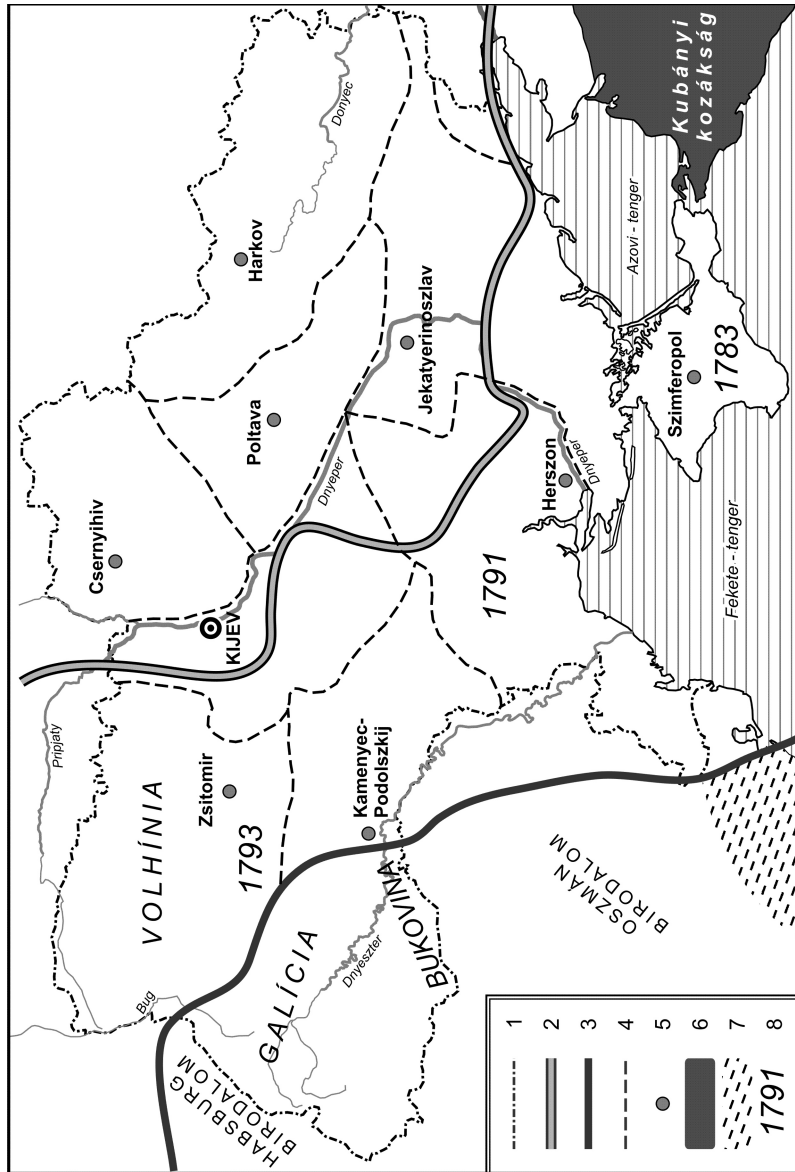 Pripjaty
Csernyihiv
Harkov
Donyec
VOLHÍNIA
Zsitomir
1793
KIJEV
Poltava
Bug
Dnyeper
Jekatyerinoszlav
HABSBURG
BIRODALOM
GALÍCIA
Dnyeszter
Kamenyec-
Podolszkij
BUKOVINA
1791
Herszon
Dnyeper
OSZMÁN
BIRODALOM
Azovi - tenger
Kubányi
kozákság
Szimferopol
1783
Fekete - tenger
1
2
3
4
5
6
7
1791 8